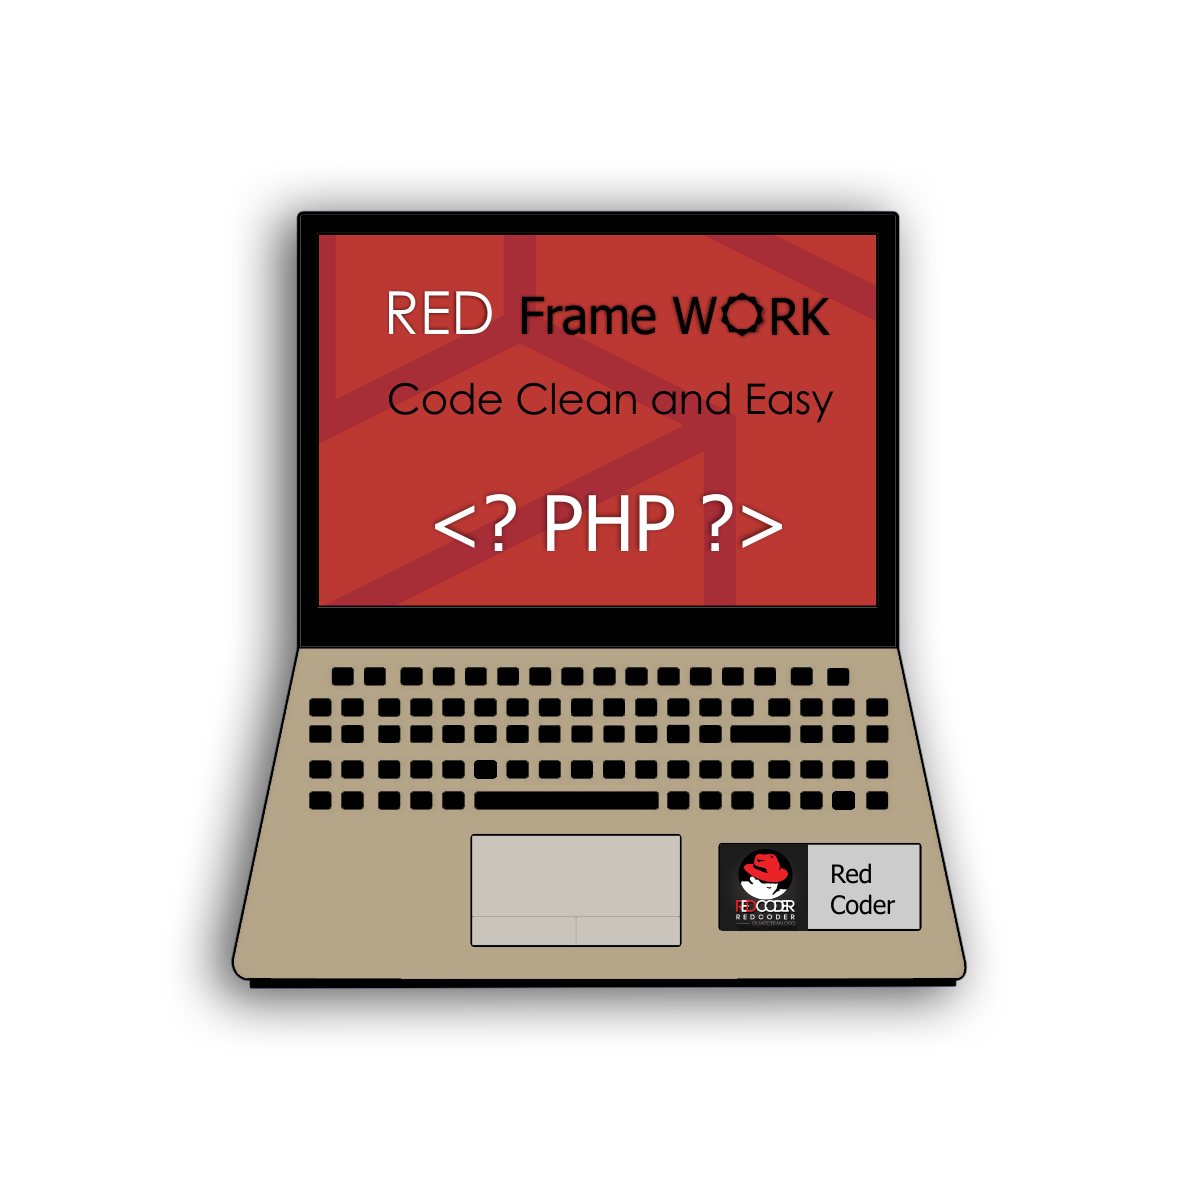 RED Frame WORK
Code Clean and Easy
<? PHP ?>
REDCODER
REDCODER
Red
Coder